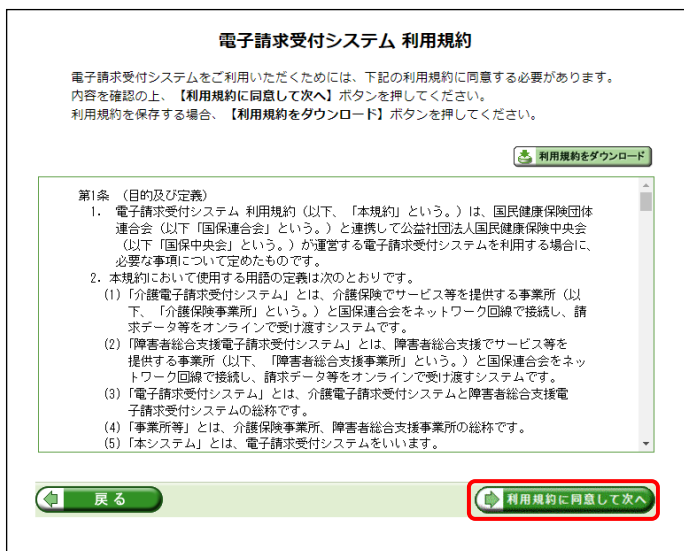 電子請求受付システム 利用規約
電子請求受付システムをご利用いただくためには、下記の利用規約に同意する必要があります。
内容を確認の上、【利用規約に同意して次へ】ボタンを押してください。
利用規約を保存する場合、【利用規約をダウンロード】ボタンを押してください。
利用規約をダウンロード
第1条 （目的及び定義）
1. 電子請求受付システム 利用規約（以下、「本規約」という。）は、国民健康保険団体
連合会（以下「国保連合会」という。）と連携して公益社団法人国民健康保険中央会
（以下「国保中央会」という。）が運営する電子請求受付システムを利用する場合に、
必要な事項について定めたものです。
2. 本規約において使用する用語の定義は次のとおりです。
(1)「介護電子請求受付システム」とは、介護保険でサービス等を提供する事業所（以
下、「介護保険事業所」という。）と国保連合会をネットワーク回線で接続し、請
求データ等をオンラインで受け渡すシステムです。
(2)「障害者総合支援電子請求受付システム」とは、障害者総合支援でサービス等を
提供する事業所（以下、「障害者総合支援事業所」という。）と国保連合会をネッ
トワーク回線で接続し、請求データ等をオンラインで受け渡すシステムです。
(3)「電子請求受付システム」とは、介護電子請求受付システムと障害者総合支援電
子請求受付システムの総称です。
(4)「事業所等」とは、介護保険事業所、障害者総合支援事業所の総称です。
(5)「本システム」とは、電子請求受付システムをいいます。
戻る
利用規約に同意して次へ